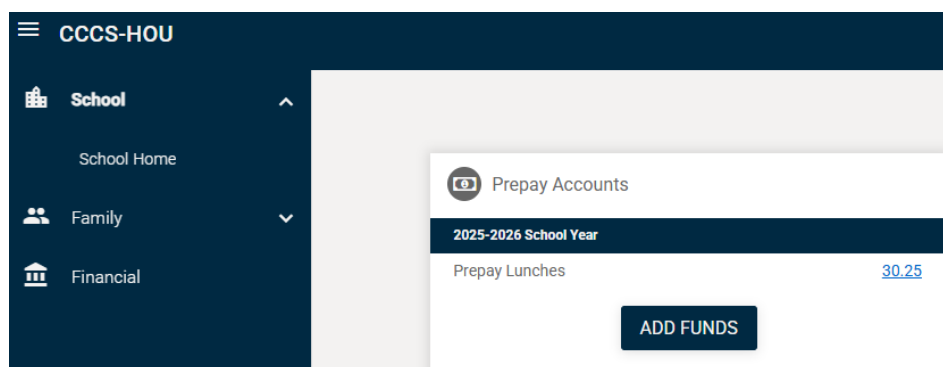 CCCS-HOU
School
School Home
Family
Financial
Prepay Accounts
2025-2026 School Year
Prepay Lunches 30.25
ADD FUNDS